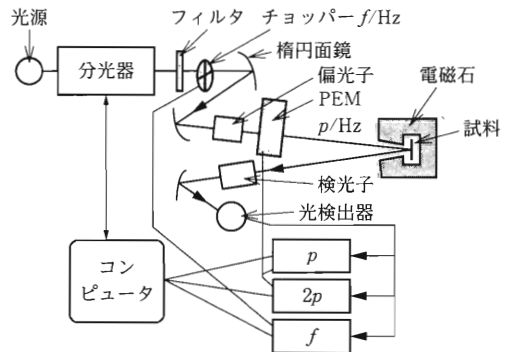 光源
フィルタ
チョッパー f/Hz
楕円面鏡
分光器
偏光子
PEM
p/Hz
電磁石
試料
検光子
光検出器
コン
ピュータ
p
2p
f